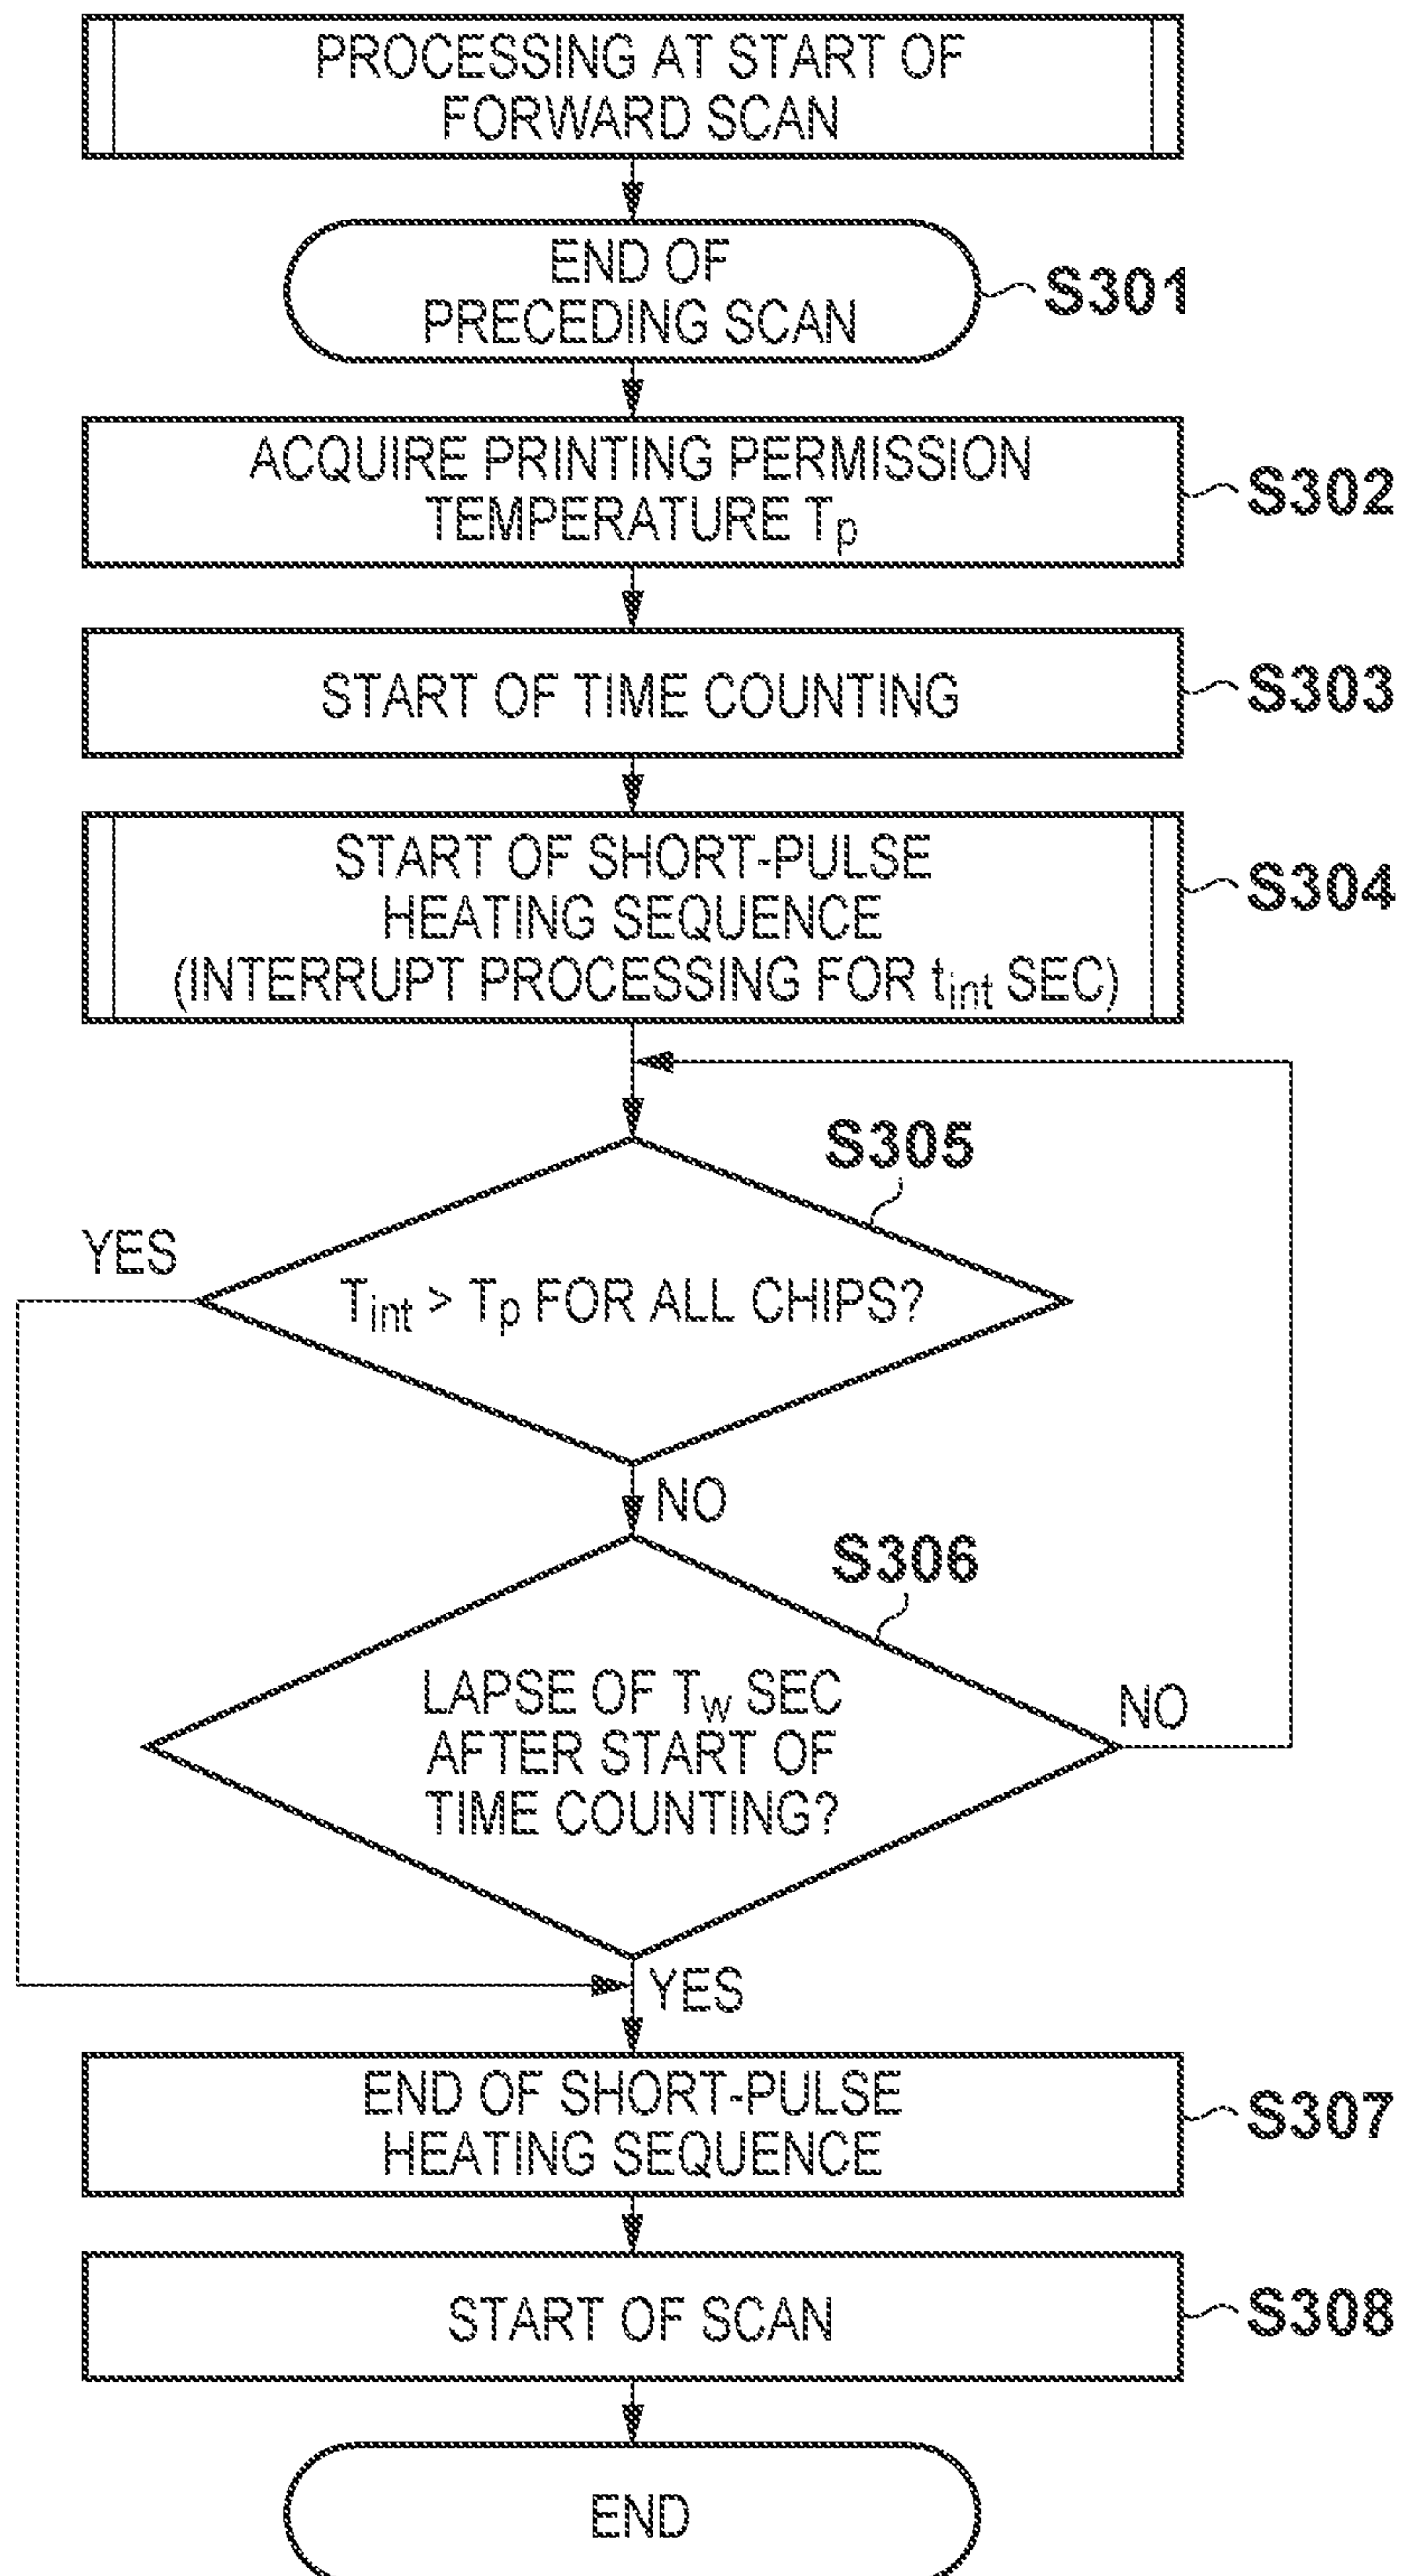 PROCESSING AT START OF
FORWARD SCAN
END OF
PRECEDING SCAN
S301
ACQUIRE PRINTING PERMISSION
TEMPERATURE Tp
S302
START OF TIME COUNTING
S303
START OF SHORT-PULSE
HEATING SEQUENCE
(INTERRUPT PROCESSING FOR tint SEC)
S304
S305
YES
Tint > Tp FOR ALL CHIPS?
NO
S306
LAPSE OF Tw SEC
AFTER START OF
TIME COUNTING?
NO
YES
END OF SHORT-PULSE
HEATING SEQUENCE
S307
START OF SCAN
S308
END